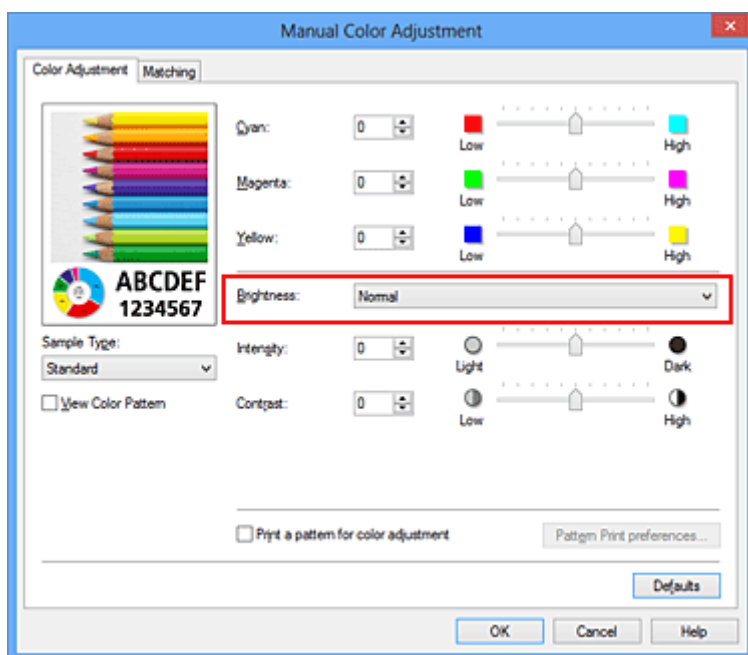 Manual Color Adjustment
Color Adjustment
Matching
Cyan: 0 Low High
Magenta: 0 Low High
Yellow: 0 Low High
ABCDEF
1234567
Brightness: Normal
Sample Type:
Standard
View Color Pattern
Intensity: 0 Light Dark
Contrast: 0 Low High
Print a pattern for color adjustment
Pattern Print preferences...
Defaults
OK
Cancel
Help